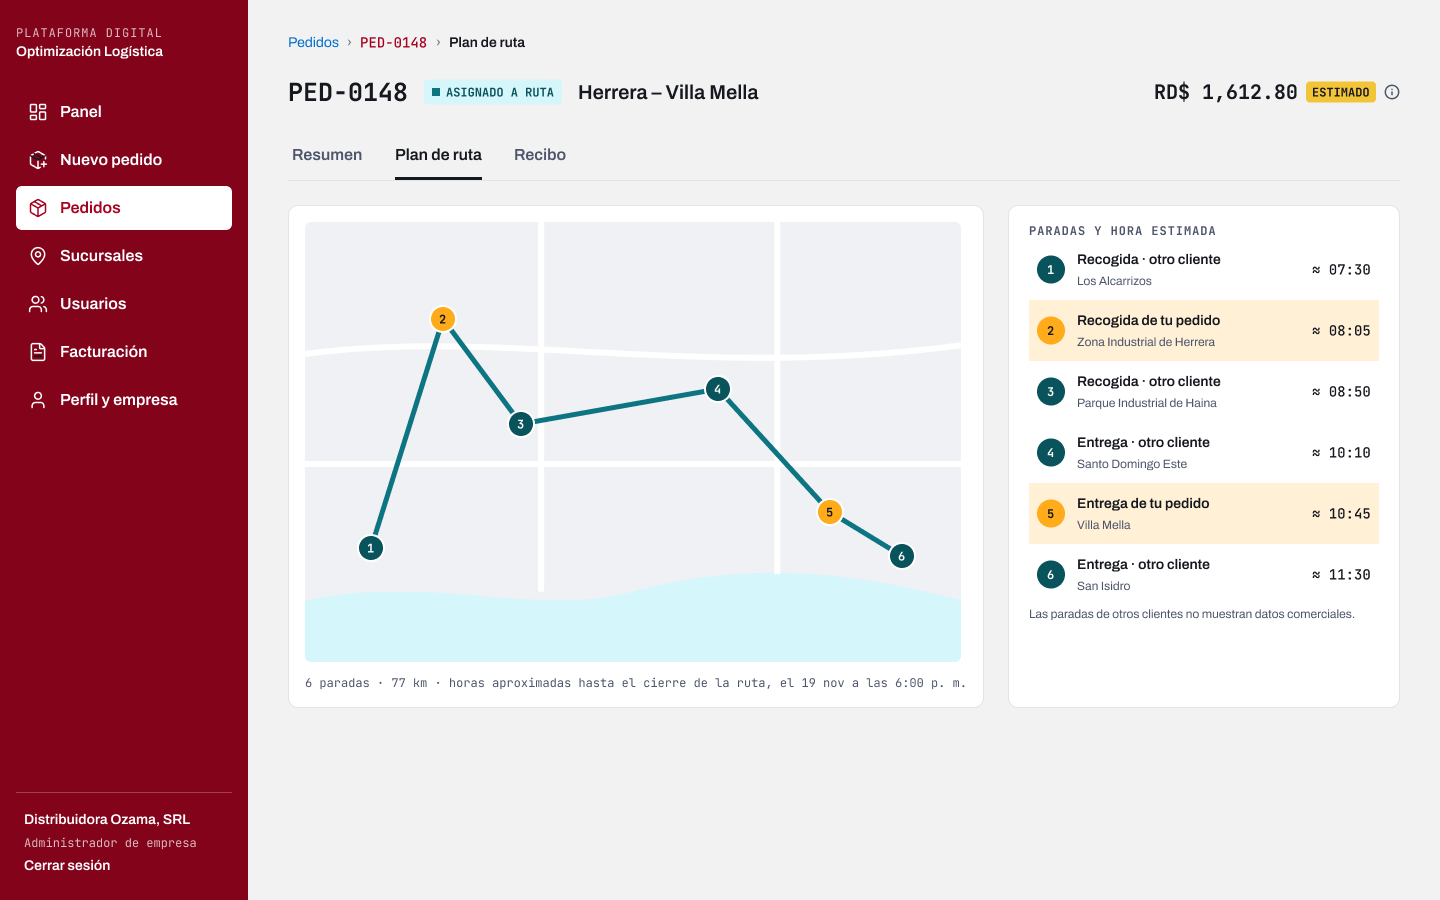 PLATAFORMA DIGITAL
Optimización Logística
Panel
Nuevo pedido
Pedidos
Sucursales
Usuarios
Facturación
Perfil y empresa
Distribuidora Ozama, SRL
Administrador de empresa
Cerrar sesión
Pedidos › PED-0148 › Plan de ruta
PED-0148 ASIGNADO A RUTA Herrera – Villa Mella RD$ 1,612.80 ESTIMADO
Resumen Plan de ruta Recibo
2
4
3
5
1
6
6 paradas · 77 km · horas aproximadas hasta el cierre de la ruta, el 19 nov a las 6:00 p. m.
PARADAS Y HORA ESTIMADA
1 Recogida · otro cliente ≈ 07:30
Los Alcarrizos
2 Recogida de tu pedido ≈ 08:05
Zona Industrial de Herrera
3 Recogida · otro cliente ≈ 08:50
Parque Industrial de Haina
4 Entrega · otro cliente ≈ 10:10
Santo Domingo Este
5 Entrega de tu pedido ≈ 10:45
Villa Mella
6 Entrega · otro cliente ≈ 11:30
San Isidro
Las paradas de otros clientes no muestran datos comerciales.